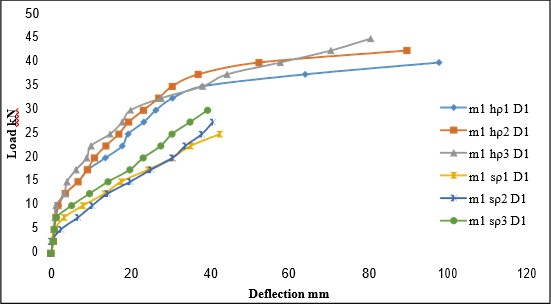 50
45
40
35
30
25
20
15
10
5
0
Load kN
0 20 40 60 80 100 120
Deflection mm
m1 hρ1 D1
m1 hρ2 D1
m1 hρ3 D1
m1 sρ1 D1
m1 sρ2 D1
m1 sρ3 D1